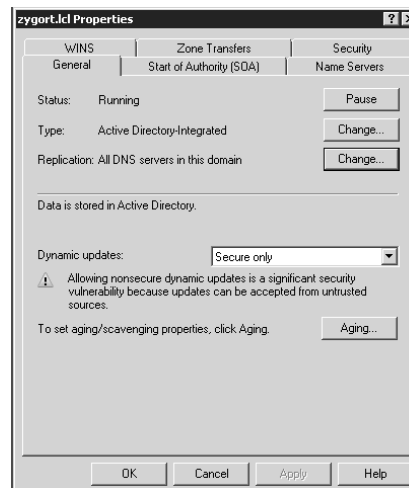 zygort.lcl Properties
? X
WINS Zone Transfers Security
General Start of Authority (SOA) Name Servers
Status: Running Pause
Type: Active Directory-Integrated Change...
Replication: All DNS servers in this domain Change...
Data is stored in Active Directory.
Dynamic updates: Secure only
Allowing nonsecure dynamic updates is a significant security
vulnerability because updates can be accepted from untrusted
sources.
To set aging/scavenging properties, click Aging. Aging...
OK Cancel Apply Help